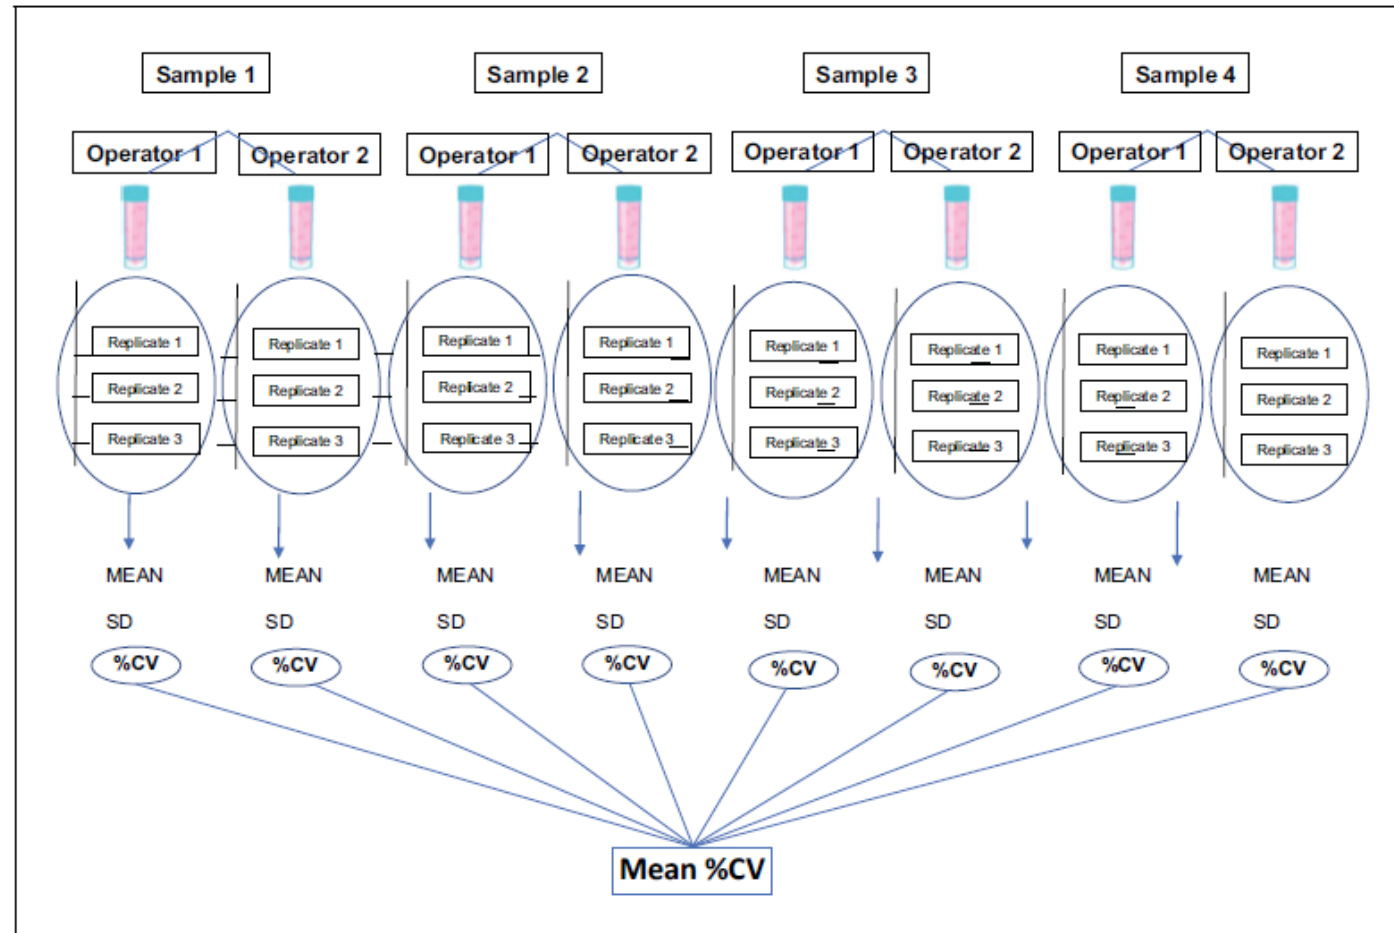 Sample 1 Sample 2 Sample 3 Sample 4
Operator 1 Operator 2 Operator 1 Operator 2 Operator 1 Operator 2 Operator 1 Operator 2
Replicate 1 Replicate 1 Replicate 1 Replicate 1 Replicate 1 Replicate 1 Replicate 1 Replicate 1
Replicate 2 Replicate 2 Replicate 2 Replicate 2 Replicate 2 Replicate 2 Replicate 2 Replicate 2
Replicate 3 Replicate 3 Replicate 3 Replicate 3 Replicate 3 Replicate 3 Replicate 3 Replicate 3
MEAN MEAN MEAN MEAN MEAN MEAN MEAN MEAN
SD SD SD SD SD SD SD SD
%CV %CV %CV %CV %CV %CV %CV %CV
Mean %CV